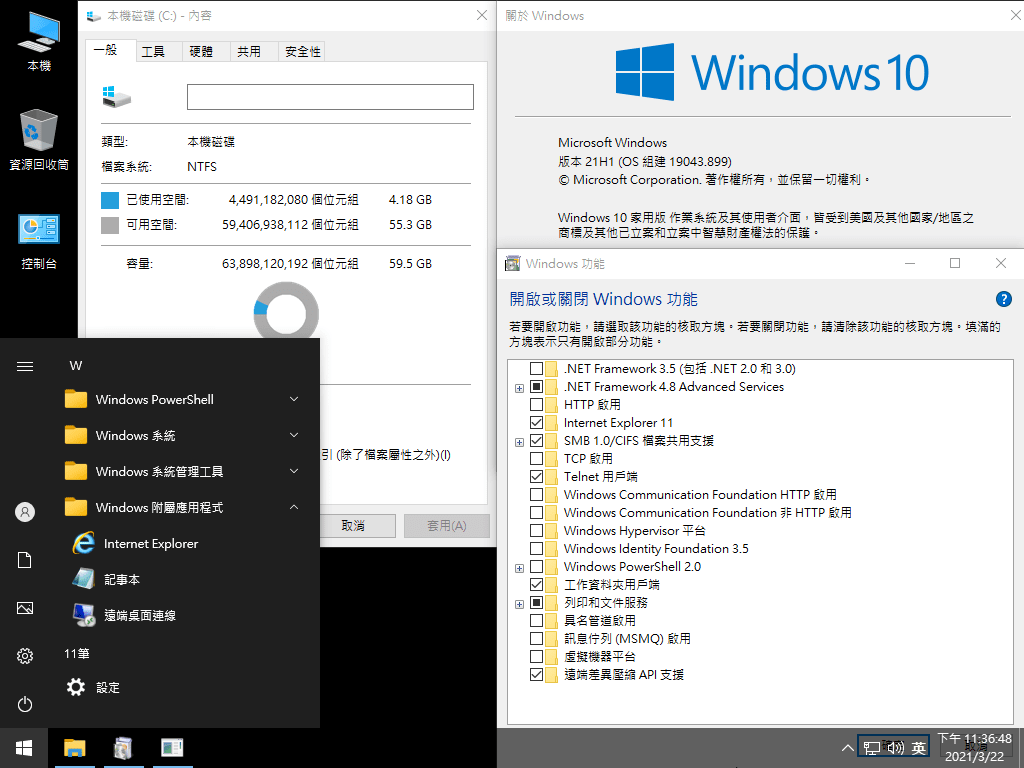 本機
資源回收筒
控制台
本機磁碟 (C:) - 內容
一般
工具
硬體
共用
安全性
類型:
本機磁碟
檔案系統:
NTFS
已使用空間:
4,491,182,080 個位元組
4.18 GB
可用空間:
59,406,938,112 個位元組
55.3 GB
容量:
63,898,120,192 個位元組
59.5 GB
引 (除了檔案屬性之外)(I)
取消
套用(A)
關於 Windows
Windows 10
Microsoft Windows
版本 21H1 (OS 組建 19043.899)
© Microsoft Corporation. 著作權所有，並保留一切權利。
Windows 10 家用版 作業系統及其使用者介面，皆受到美國及其他國家/地區之
商標及其他已立案和立案中智慧財產權法的保護。
Windows 功能
開啟或關閉 Windows 功能
若要開啟功能，請選取該功能的核取方塊。若要關閉功能，請清除該功能的核取方塊。填滿的
方塊表示只有開啟部分功能。
.NET Framework 3.5 (包括 .NET 2.0 和 3.0)
.NET Framework 4.8 Advanced Services
HTTP 啟用
Internet Explorer 11
SMB 1.0/CIFS 檔案共用支援
TCP 啟用
Telnet 用戶端
Windows Communication Foundation HTTP 啟用
Windows Communication Foundation 非 HTTP 啟用
Windows Hypervisor 平台
Windows Identity Foundation 3.5
Windows PowerShell 2.0
工作資料夾用戶端
列印和文件服務
具名管道啟用
訊息佇列 (MSMQ) 啟用
虛擬機器平台
遠端差異壓縮 API 支援
W
Windows PowerShell
Windows 系統
Windows 系統管理工具
Windows 附屬應用程式
Internet Explorer
記事本
遠端桌面連線
11筆
設定
英
下午 11:36:48
2021/3/22